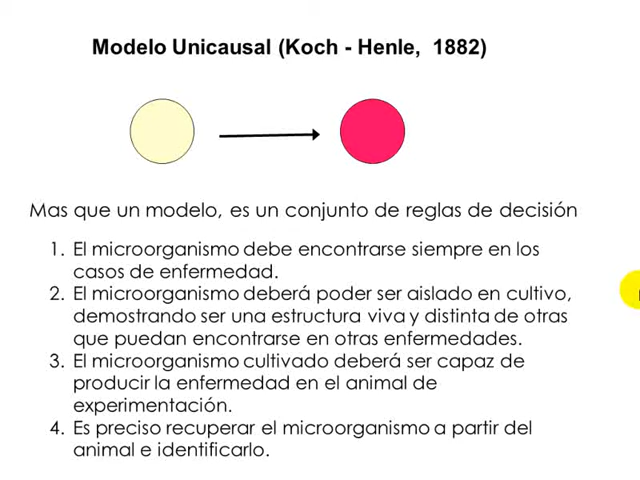 Modelo Unicausal (Koch - Henle, 1882)
Mas que un modelo, es un conjunto de reglas de decisión
1. El microorganismo debe encontrarse siempre en los
casos de enfermedad.
2. El microorganismo deberá poder ser aislado en cultivo,
demostrando ser una estructura viva y distinta de otras
que puedan encontrarse en otras enfermedades.
3. El microorganismo cultivado deberá ser capaz de
producir la enfermedad en el animal de
experimentación.
4. Es preciso recuperar el microorganismo a partir del
animal e identificarlo.